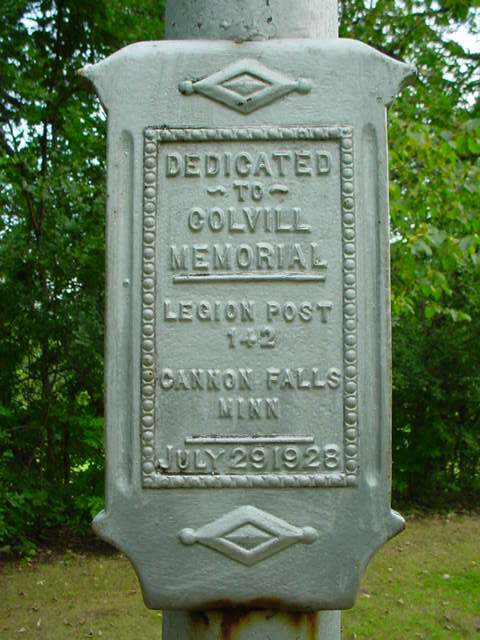 DEDICATED
~TO~
COLVILL
MEMORIAL
LEGION POST
142
CANNON FALLS
MINN
JULY 29 1928